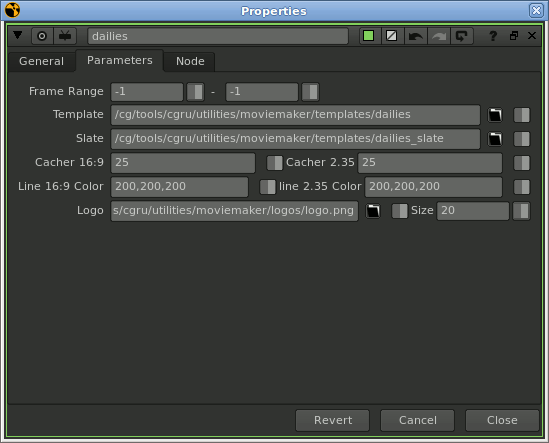 Properties
dailies
General Parameters Node
Frame Range -1 - -1
Template /cg/tools/cgru/utilities/moviemaker/templates/dailies
Slate /cg/tools/cgru/utilities/moviemaker/templates/dailies_slate
Cacher 16:9 25 Cacher 2.35 25
Line 16:9 Color 200,200,200 line 2.35 Color 200,200,200
Logo s/cgru/utilities/moviemaker/logos/logo.png Size 20
Revert Cancel Close